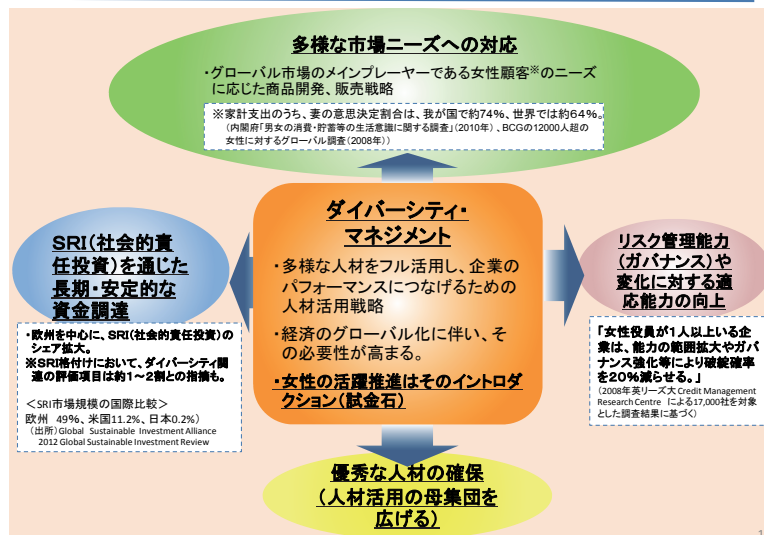 多様な市場ニーズへの対応
・グローバル市場のメインプレーヤーである女性顧客※のニーズ
に応じた商品開発、販売戦略
※家計支出のうち、妻の意思決定割合は、我が国で約74%、世界では約64%。
(内閣府「男女の消費・貯蓄等の生活意識に関する調査」(2010年)、BCGの12000人超の
女性に対するグローバル調査(2008年))
ダイバーシティ・
マネジメント
・多様な人材をフル活用し、企業の
パフォーマンスにつなげるための
人材活用戦略
・経済のグローバル化に伴い、そ
の必要性が高まる。
・女性の活躍推進はそのイントロダ
クション(試金石)
SRI(社会的責
任投資)を通じた
長期・安定的な
資金調達
・欧州を中心に、SRI(社会的責任投資)の
シェア拡大。
※SRI格付けにおいて、ダイバーシティ関
連の評価項目は約1~2割との指摘も。
<SRI市場規模の国際比較>
欧州 49%、米国11.2%、日本0.2%)
(出所)Global Sustainable Investment Alliance
2012 Global Sustainable Investment Review
リスク管理能力
(ガバナンス)や
変化に対する適
応能力の向上
「女性役員が1人以上いる企
業は、能力の範囲拡大やガバ
ナンス強化等により破綻確率
を20%減らせる。」
(2008年英リーズ大 Credit Management
Research Centre による17,000社を対象
とした調査結果に基づく)
優秀な人材の確保
(人材活用の母集団を
広げる)
1